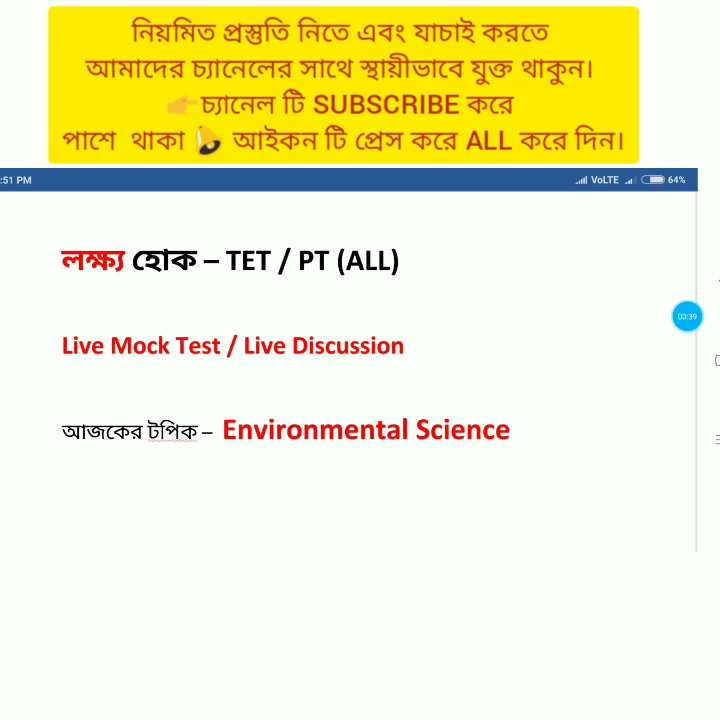 নিয়মিত প্রস্তুতি নিতে এবং যাচাই করতে
আমাদের চ্যানেলের সাথে স্থায়ীভাবে যুক্ত থাকুন।
👉চ্যানেল টি SUBSCRIBE করে
পাশে থাকা 🔔 আইকন টি প্রেস করে ALL করে দিন।
:51 PM VoLTE 64%
লক্ষ্য হোক – TET / PT (ALL)
00:39
Live Mock Test / Live Discussion
আজকের টপিক – Environmental Science